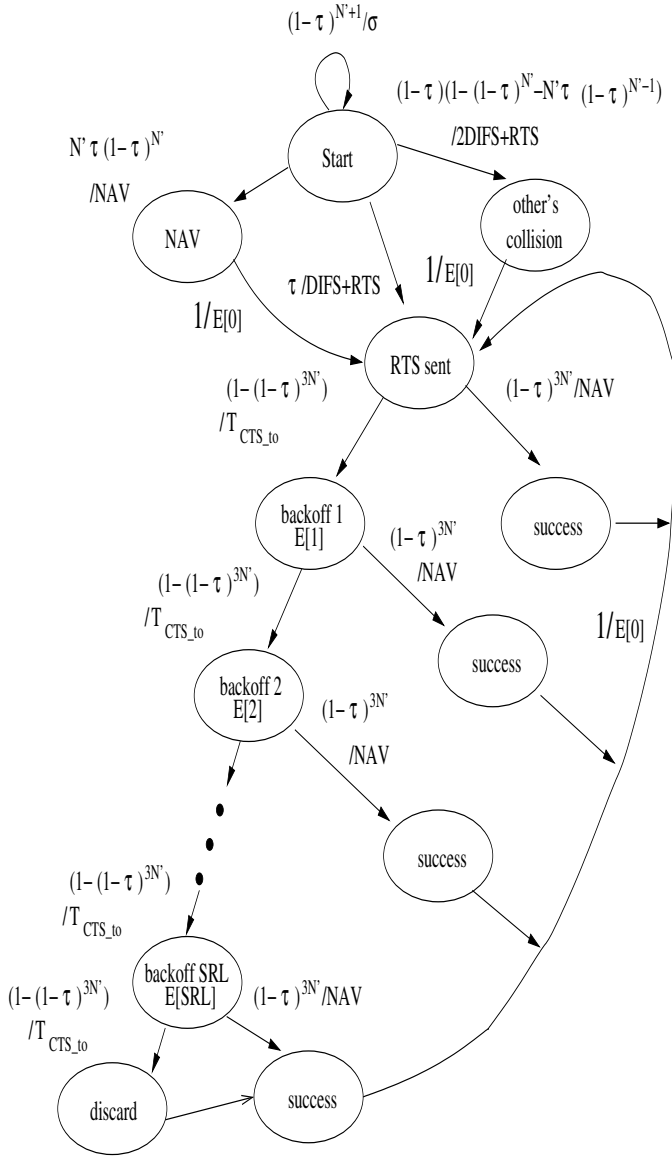 (1-τ)^{N'+1}/σ
(1-τ)(1-(1-τ)^{N'}-N'τ (1-τ)^{N'-1})
/2DIFS+RTS
N'τ(1-τ)^{N'}
/NAV
Start
other's
collision
NAV
τ/DIFS+RTS
1/E[0]
1/E[0]
RTS sent
(1-(1-τ)^{3N'})
/T_{CTS_to}
(1-τ)^{3N'}/NAV
backoff 1
E[1]
success
(1-τ)^{3N'}
/NAV
(1-(1-τ)^{3N'})
/T_{CTS_to}
1/E[0]
success
backoff 2
E[2]
(1-τ)^{3N'}
/NAV
success
(1-(1-τ)^{3N'})
/T_{CTS_to}
backoff SRL
E[SRL]
(1-(1-τ)^{3N'})
/T_{CTS_to}
(1-τ)^{3N'}/NAV
discard
success